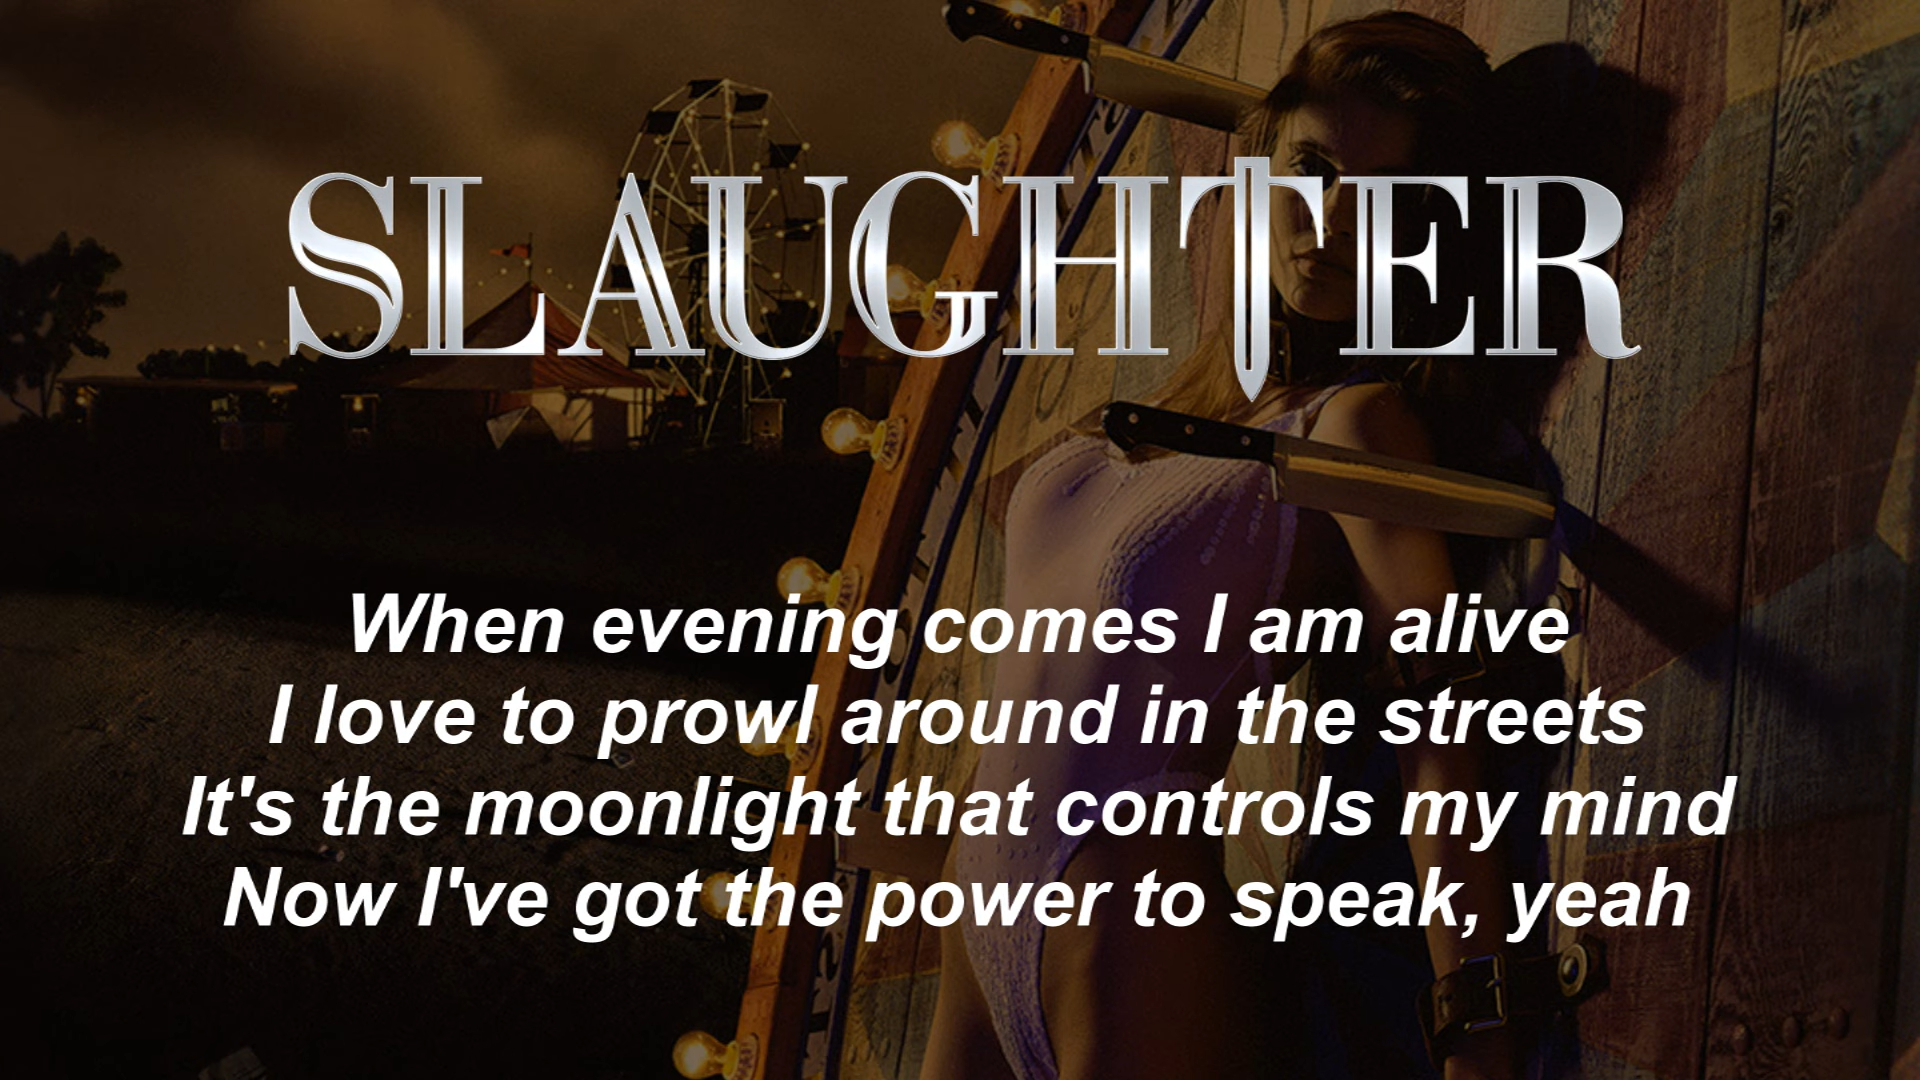 SLAUGHTER
When evening comes I am alive
I love to prowl around in the streets
It's the moonlight that controls my mind
Now I've got the power to speak, yeah